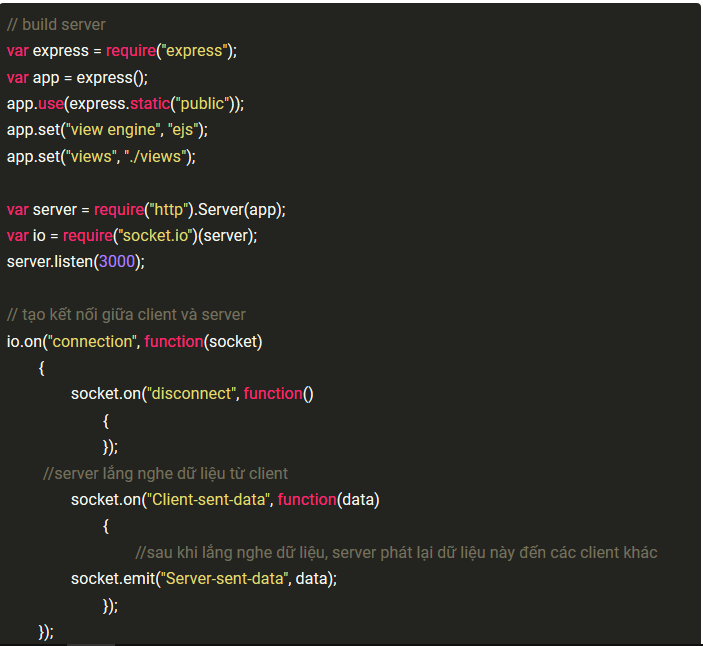 // build server
var express = require("express");
var app = express();
app.use(express.static("public"));
app.set("view engine", "ejs");
app.set("views", "./views");
var server = require("http").Server(app);
var io = require("socket.io")(server);
server.listen(3000);
// tạo kết nối giữa client và server
io.on("connection", function(socket)
{
socket.on("disconnect", function()
{
});
//server lắng nghe dữ liệu từ client
socket.on("Client-sent-data", function(data)
{
//sau khi lắng nghe dữ liệu, server phát lại dữ liệu này đến các client khác
socket.emit("Server-sent-data", data);
});
});